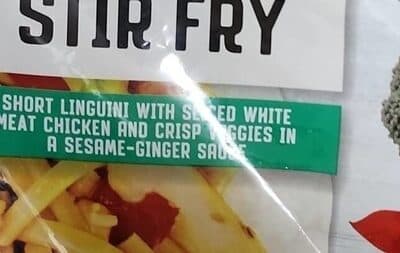 STIR FRY
SHORT LINGUINI WITH SLICED WHITE
MEAT CHICKEN AND CRISP VEGGIES IN
A SESAME-GINGER SAUCE